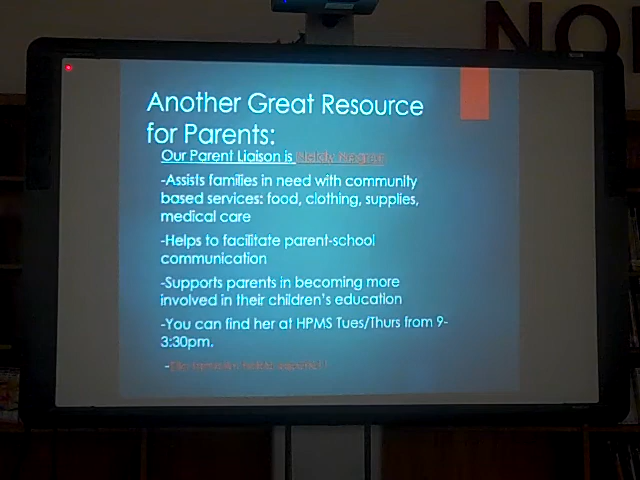 Another Great Resource
for Parents:
Our Parent Liaison is
-Assists families in need with community
based services: food, clothing, supplies,
medical care
-Helps to facilitate parent-school
communication
-Supports parents in becoming more
involved in their children's education
-You can find her at HPMS Tues/Thurs from 9-
3:30pm.
-